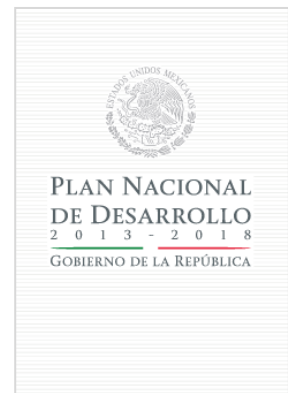 ESTADOS UNIDOS MEXICANOS
PLAN NACIONAL
DE DESARROLLO
2013-2018
GOBIERNO DE LA REPÚBLICA